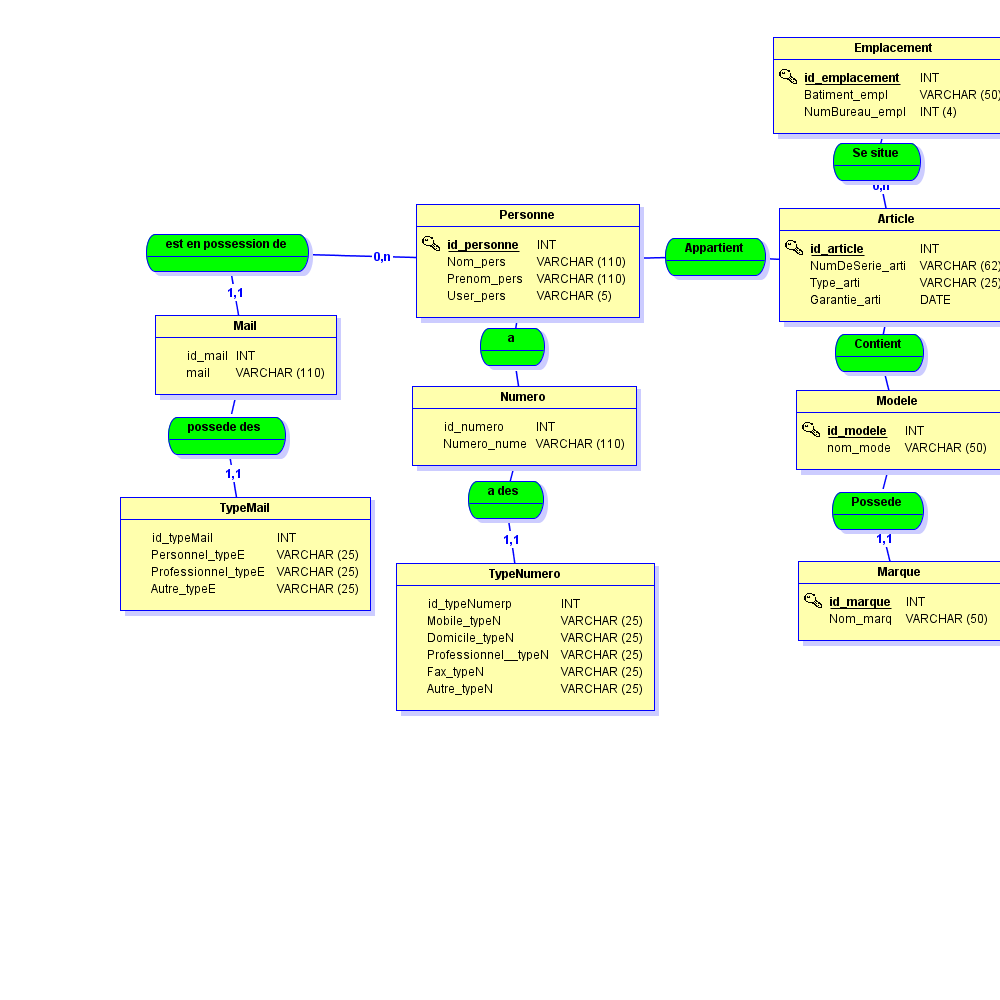 Emplacement
id_emplacement INT
Batiment_empl VARCHAR (50)
NumBureau_empl INT (4)
Se situe
0,n
Article
id_article INT
NumDeSerie_arti VARCHAR (62)
Type_arti VARCHAR (25)
Garantie_arti DATE
Personne
id_personne INT
Nom_pers VARCHAR (110)
Prenom_pers VARCHAR (110)
User_pers VARCHAR (5)
Appartient
est en possession de
0,n
1,1
Mail
id_mail INT
mail VARCHAR (110)
possede des
1,1
TypeMail
id_typeMail INT
Personnel_typeE VARCHAR (25)
Professionnel_typeE VARCHAR (25)
Autre_typeE VARCHAR (25)
a
Numero
id_numero INT
Numero_nume VARCHAR (110)
a des
1,1
TypeNumero
id_typeNumerp INT
Mobile_typeN VARCHAR (25)
Domicile_typeN VARCHAR (25)
Professionnel__typeN VARCHAR (25)
Fax_typeN VARCHAR (25)
Autre_typeN VARCHAR (25)
Contient
Modele
id_modele INT
nom_mode VARCHAR (50)
Possede
1,1
Marque
id_marque INT
Nom_marq VARCHAR (50)